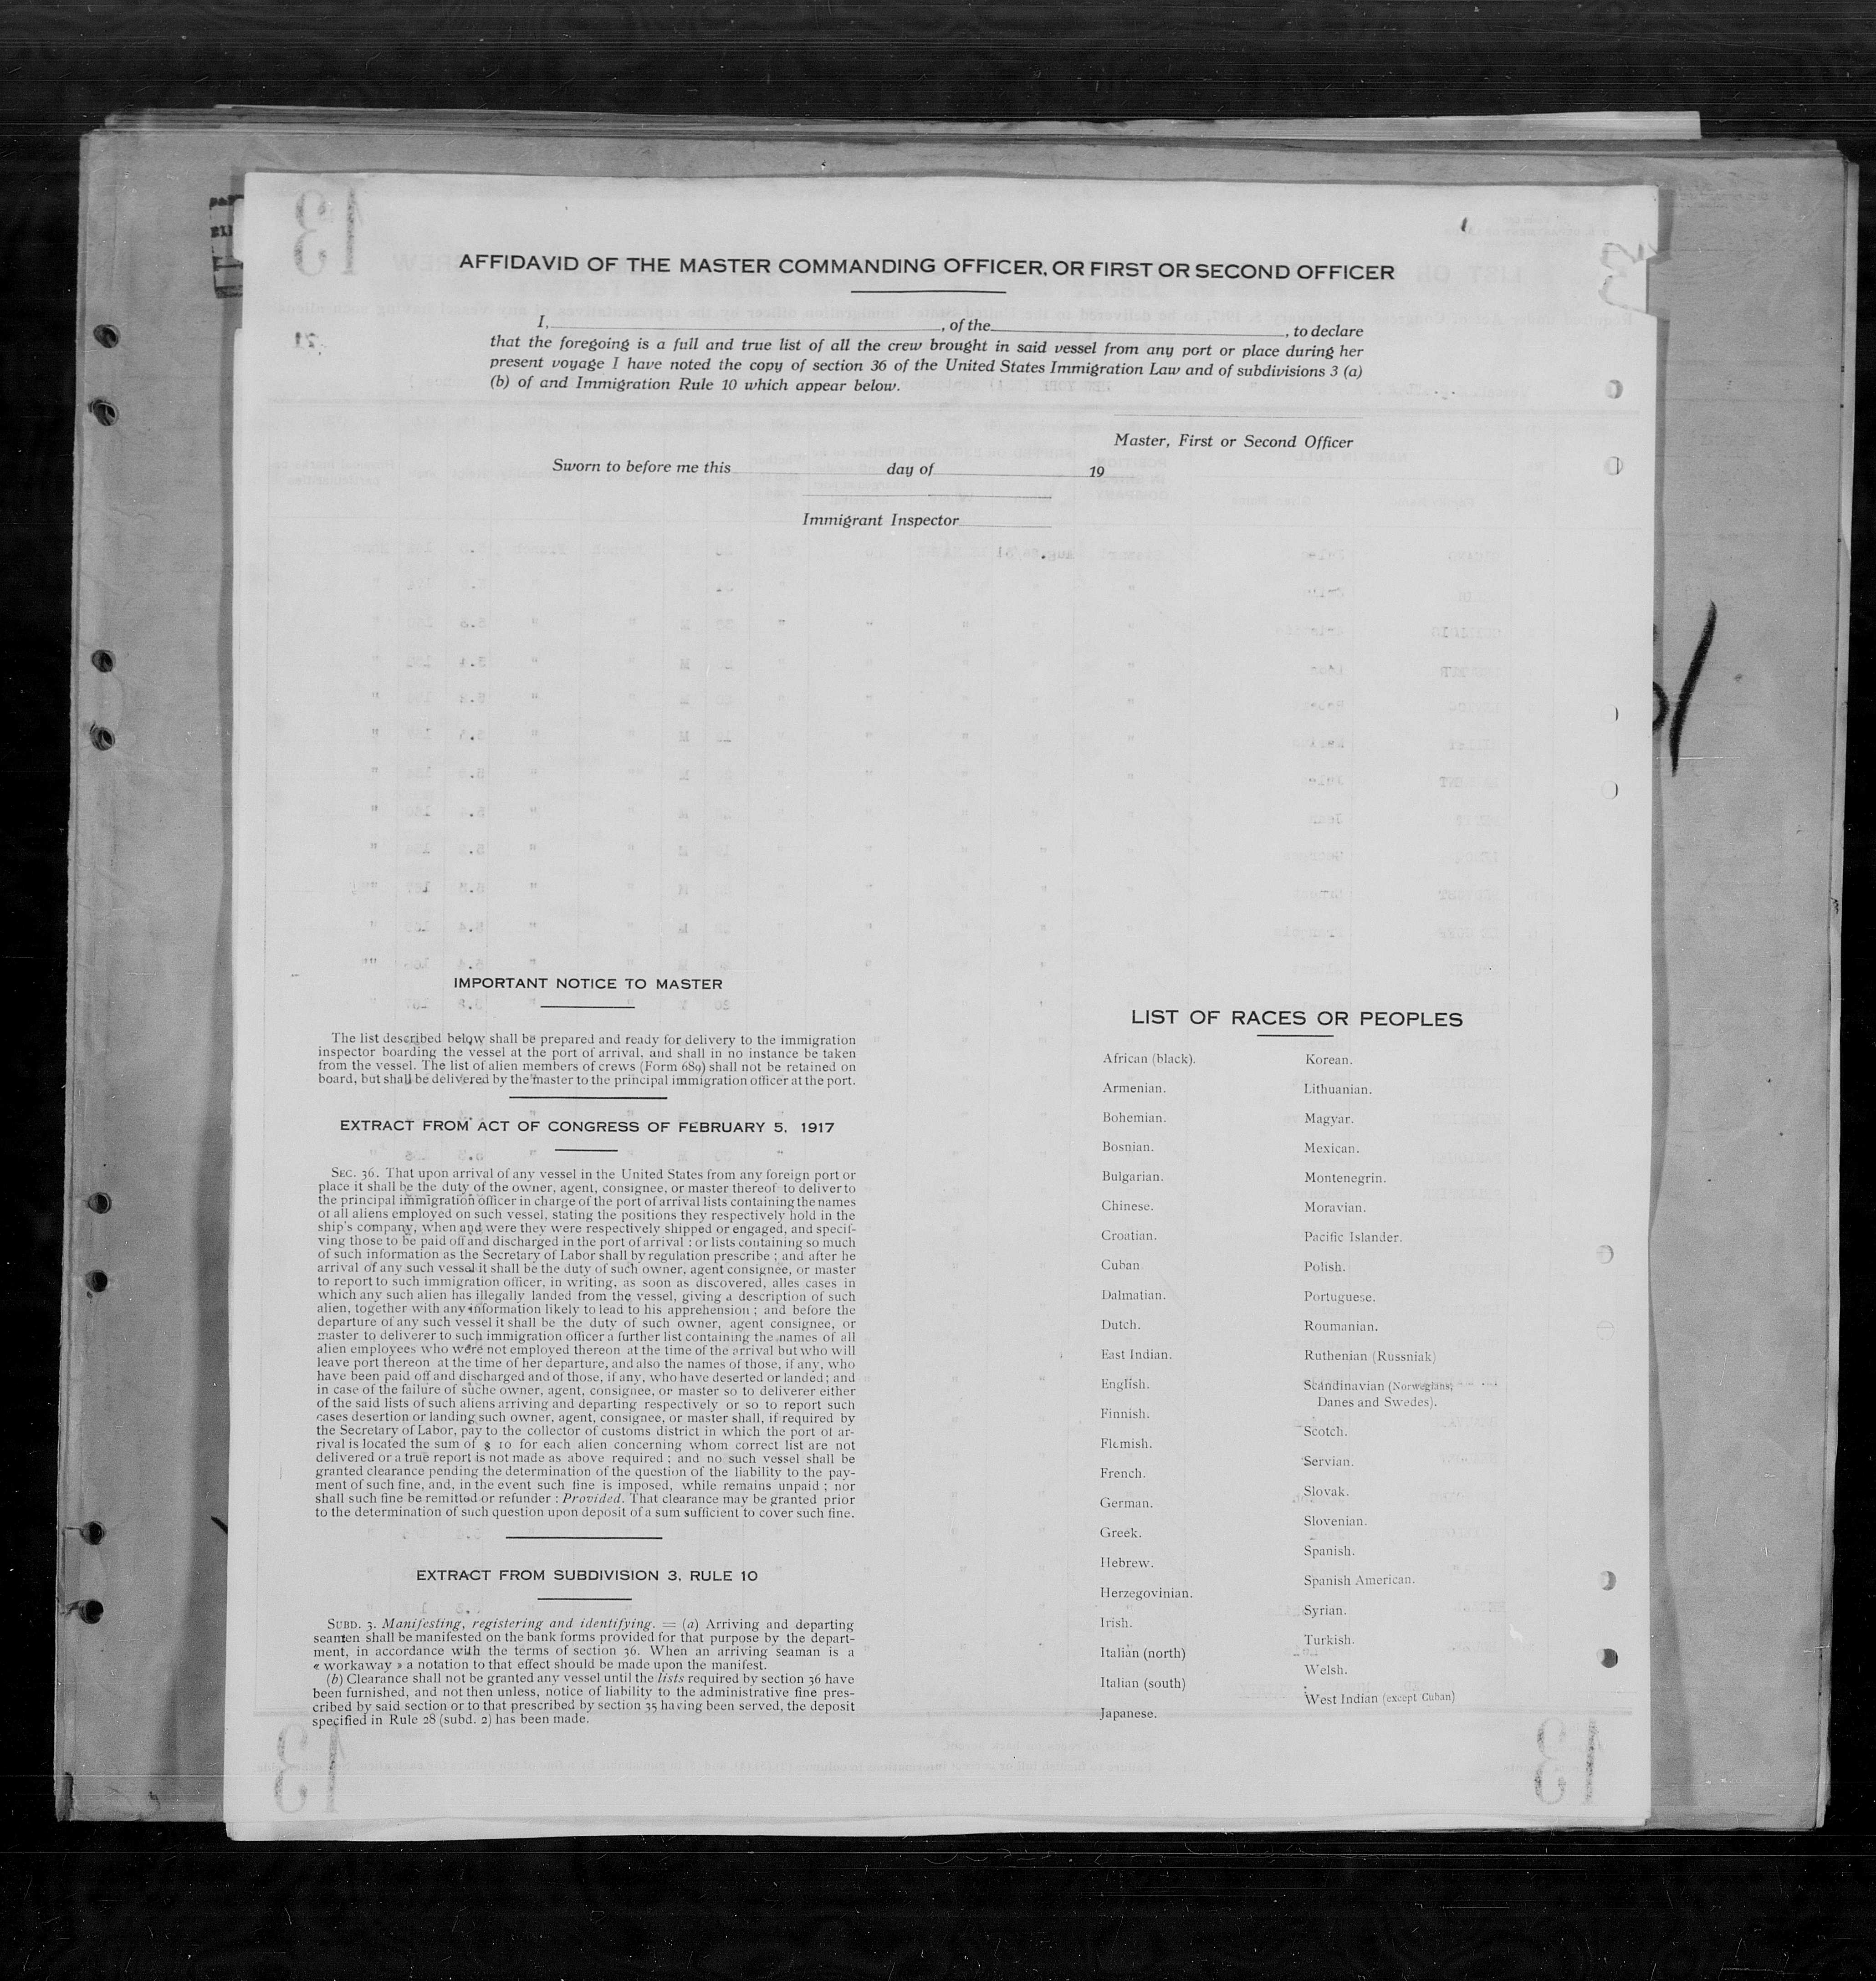 AFFIDAVID OF THE MASTER COMMANDING OFFICER, OR FIRST OR SECOND OFFICER
I, , of the , to declare
that the foregoing is a full and true list of all the crew brought in said vessel from any port or place during her
present voyage I have noted the copy of section 36 of the United States Immigration Law and of subdivisions 3 (a)
(b) of and Immigration Rule 10 which appear below.
Master, First or Second Officer
Sworn to before me this day of 19
Immigrant Inspector
IMPORTANT NOTICE TO MASTER
The list described below shall be prepared and ready for delivery to the immigration
inspector boarding the vessel at the port of arrival, and shall in no instance be taken
from the vessel. The list of alien members of crews (Form 689) shall not be retained on
board, but shall be delivered by the master to the principal immigration officer at the port.
EXTRACT FROM ACT OF CONGRESS OF FEBRUARY 5, 1917
SEC. 36. That upon arrival of any vessel in the United States from any foreign port or
place it shall be the duty of the owner, agent, consignee, or master thereof to deliver to
the principal immigration officer in charge of the port of arrival lists containing the names
of all aliens employed on such vessel, stating the positions they respectively hold in the
ship's company, when and were they were respectively shipped or engaged, and specif-
ving those to be paid off and discharged in the port of arrival : or lists containing so much
of such information as the Secretary of Labor shall by regulation prescribe ; and after he
arrival of any such vessel it shall be the duty of such owner, agent consignee, or master
to report to such immigration officer, in writing, as soon as discovered, alles cases in
which any such alien has illegally landed from the vessel, giving a description of such
alien, together with any information likely to lead to his apprehension ; and before the
departure of any such vessel it shall be the duty of such owner, agent consignee, or
master to deliverer to such immigration officer a further list containing the names of all
alien employees who were not employed thereon at the time of the arrival but who will
leave port thereon at the time of her departure, and also the names of those, if any, who
have been paid off and discharged and of those, if any, who have deserted or landed; and
in case of the failure of suche owner, agent, consignee, or master so to deliverer either
of the said lists of such aliens arriving and departing respectively or so to report such
cases desertion or landing such owner, agent, consignee, or master shall, if required by
the Secretary of Labor, pay to the collector of customs district in which the port of ar-
rival is located the sum of $ 10 for each alien concerning whom correct list are not
delivered or a true report is not made as above required ; and no such vessel shall be
granted clearance pending the determination of the question of the liability to the pay-
ment of such fine, and, in the event such fine is imposed, while remains unpaid ; nor
shall such fine be remitted or refunder : Provided. That clearance may be granted prior
to the determination of such question upon deposit of a sum sufficient to cover such fine.
EXTRACT FROM SUBDIVISION 3, RULE 10
SUBD. 3. Manifesting, registering and identifying. = (a) Arriving and departing
seamen shall be manifested on the bank forms provided for that purpose by the depart-
ment, in accordance with the terms of section 36. When an arriving seaman is a
« workaway » a notation to that effect should be made upon the manifest.
(b) Clearance shall not be granted any vessel until the lists required by section 36 have
been furnished, and not then unless, notice of liability to the administrative fine pres-
cribed by said section or to that prescribed by section 35 having been served, the deposit
specified in Rule 28 (subd. 2) has been made.
LIST OF RACES OR PEOPLES
African (black).
Armenian.
Bohemian.
Bosnian.
Bulgarian.
Chinese.
Croatian.
Cuban
Dalmatian.
Dutch.
East Indian.
English.
Finnish.
Flemish.
French.
German.
Greek.
Hebrew.
Herzegovinian.
Irish.
Italian (north)
Italian (south)
Japanese.
Korean.
Lithuanian.
Magyar.
Mexican.
Montenegrin.
Moravian.
Pacific Islander.
Polish.
Portuguese.
Roumanian.
Ruthenian (Russniak)
Scandinavian (Norwegians,
Danes and Swedes).
Scotch.
Servian.
Slovak.
Slovenian.
Spanish.
Spanish American.
Syrian.
Turkish.
Welsh.
West Indian (except Cuban)